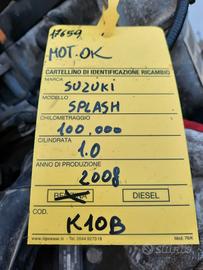 17659
MOT.OK
CARTELLINO DI IDENTIFICAZIONE RICAMBIO
MARCA
SUZUKI
MODELLO
SPLASH
CHILOMETRAGGIO
100.000
CILINDRATA
1.0
ANNO DI PRODUZIONE
2008
BENZINA DIESEL
COD.
K10B